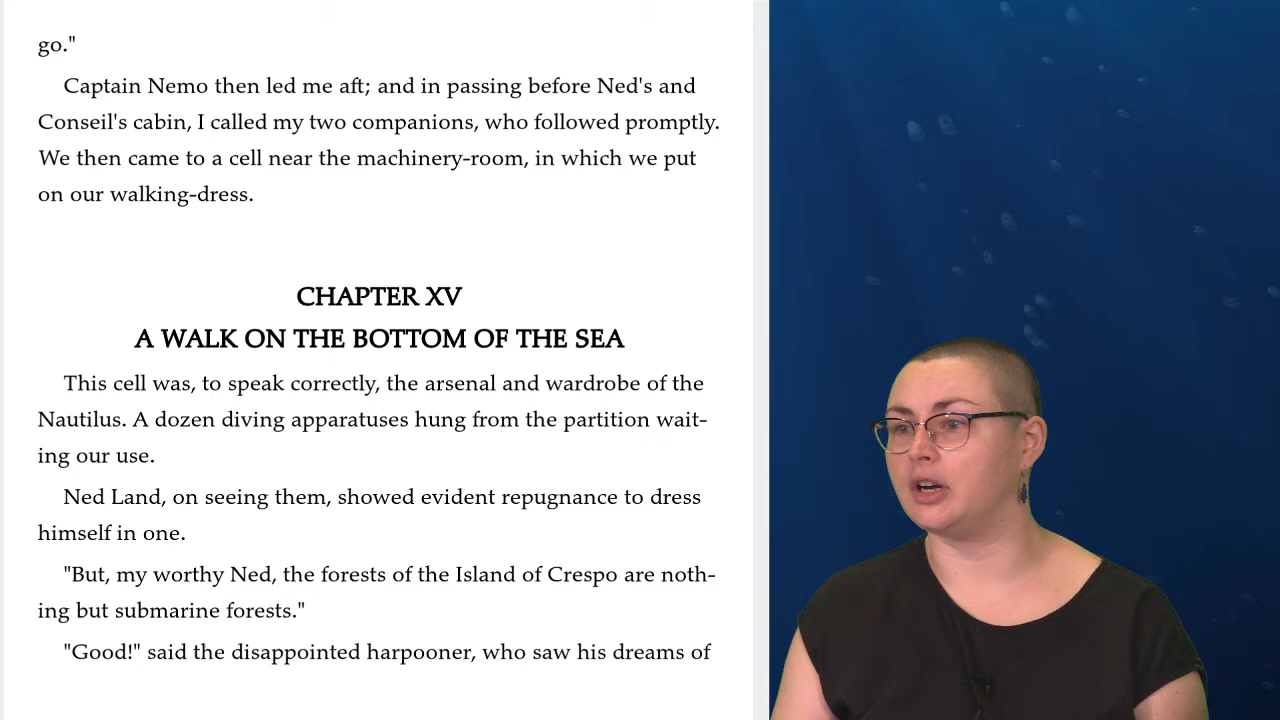 go."
Captain Nemo then led me aft; and in passing before Ned's and
Conseil's cabin, I called my two companions, who followed promptly.
We then came to a cell near the machinery-room, in which we put
on our walking-dress.
CHAPTER XV
A WALK ON THE BOTTOM OF THE SEA
This cell was, to speak correctly, the arsenal and wardrobe of the
Nautilus. A dozen diving apparatuses hung from the partition wait-
ing our use.
Ned Land, on seeing them, showed evident repugnance to dress
himself in one.
"But, my worthy Ned, the forests of the Island of Crespo are noth-
ing but submarine forests."
"Good!" said the disappointed harpooner, who saw his dreams of